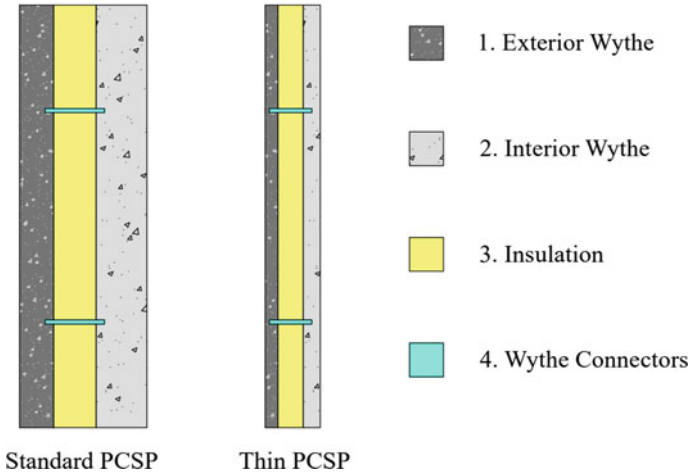 1. Exterior Wythe
2. Interior Wythe
3. Insulation
4. Wythe Connectors
Standard PCSP
Thin PCSP